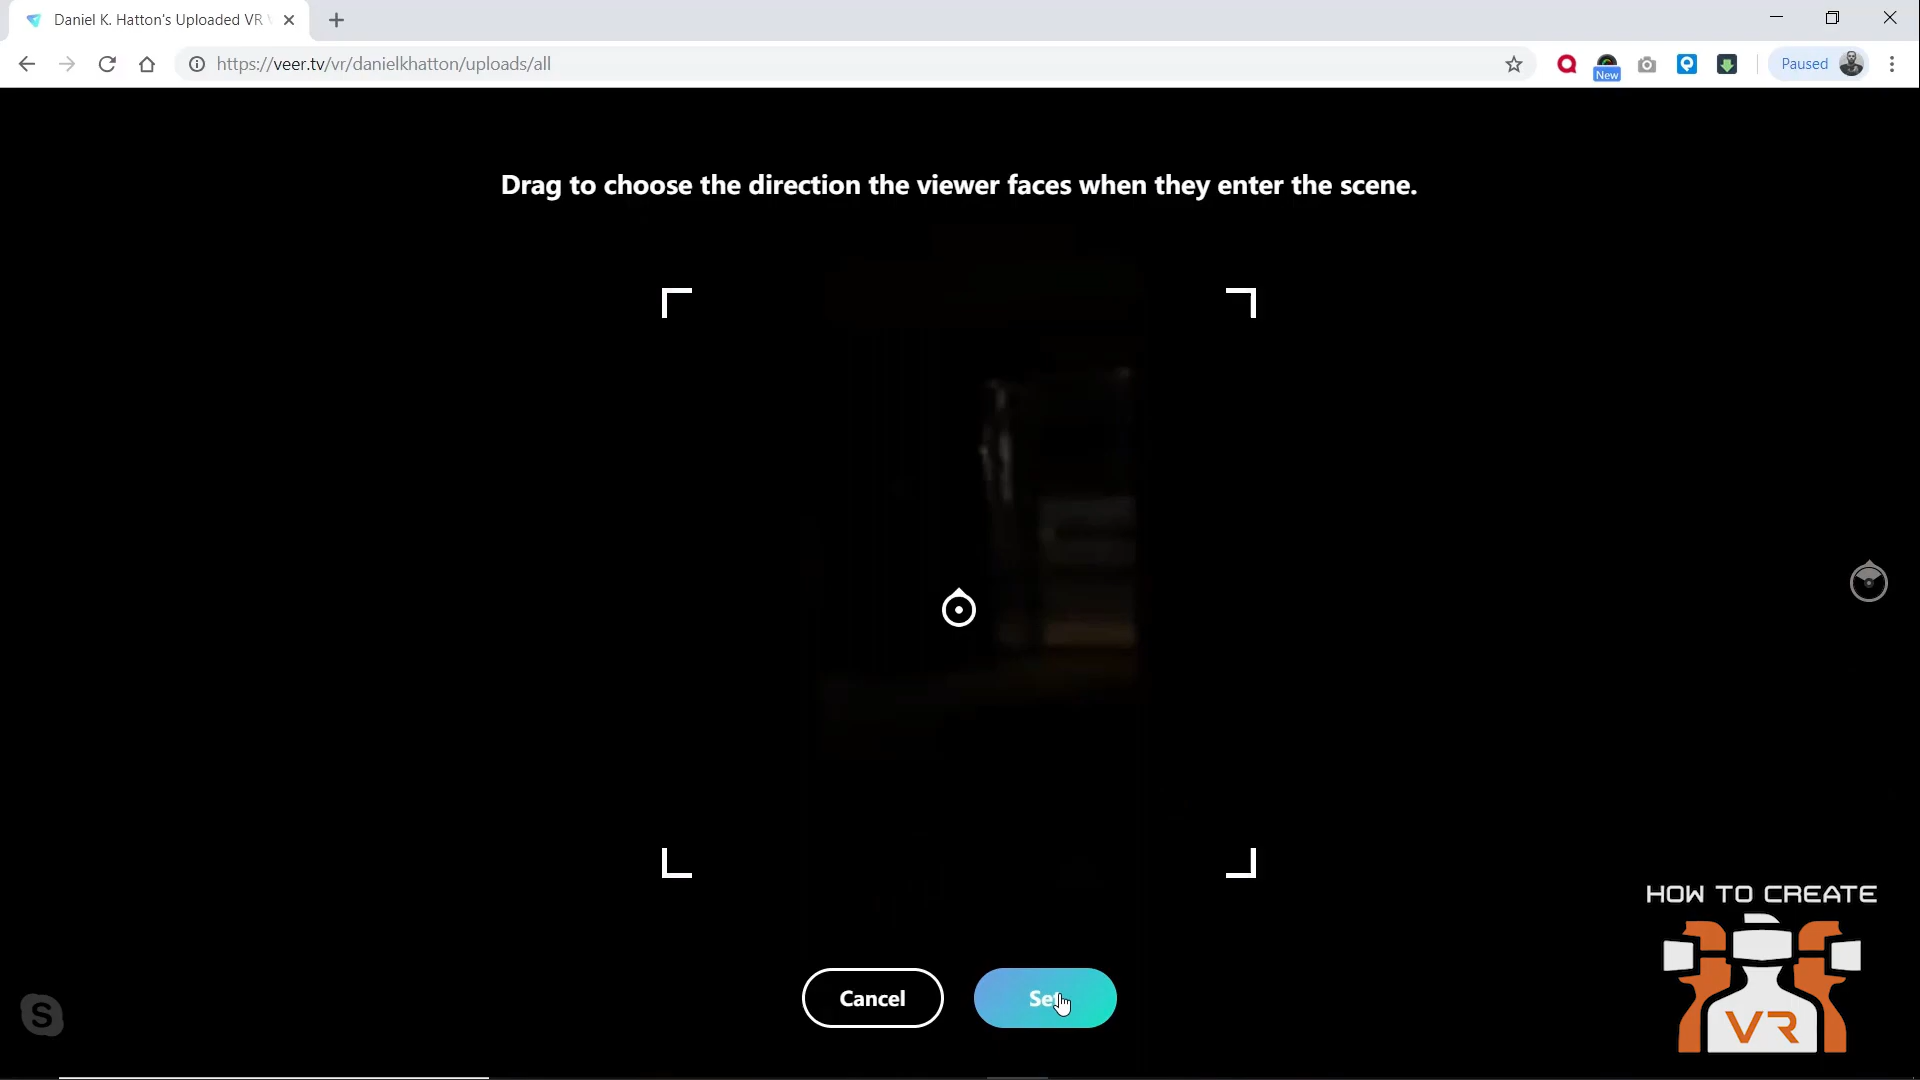 Daniel K. Hatton's Uploaded VR
https://veer.tv/vr/danielkhatton/uploads/all
New
Paused
Drag to choose the direction the viewer faces when they enter the scene.
Cancel
Set
HOW TO CREATE
VR
S